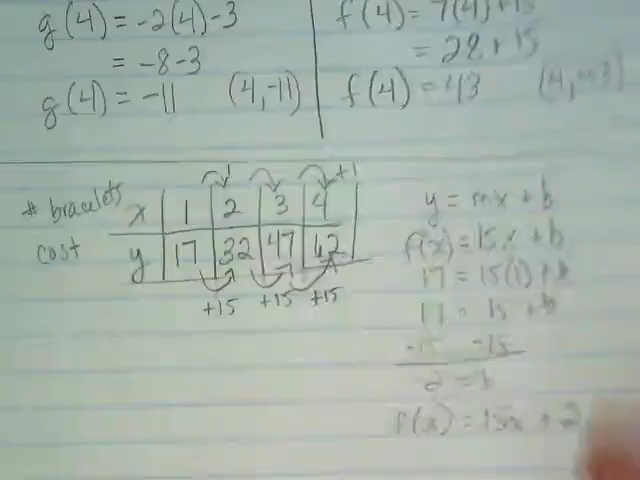 g(4) = -2(4)-3
= -8-3
g(4) = -11 (4,-11)
f(4) = 7(4)+15
= 28+15
f(4) = 43
# bracelets x | 1 | 2 | 3 | 4
cost y | 17 | 32 | 47 | 62
+1
+15 +15 +15
y = mx + b
f(x) = 15x + b
17 = 15(1) + b
17 = 15 + b
-15 -15
2 = b
f(x) = 15x + 2